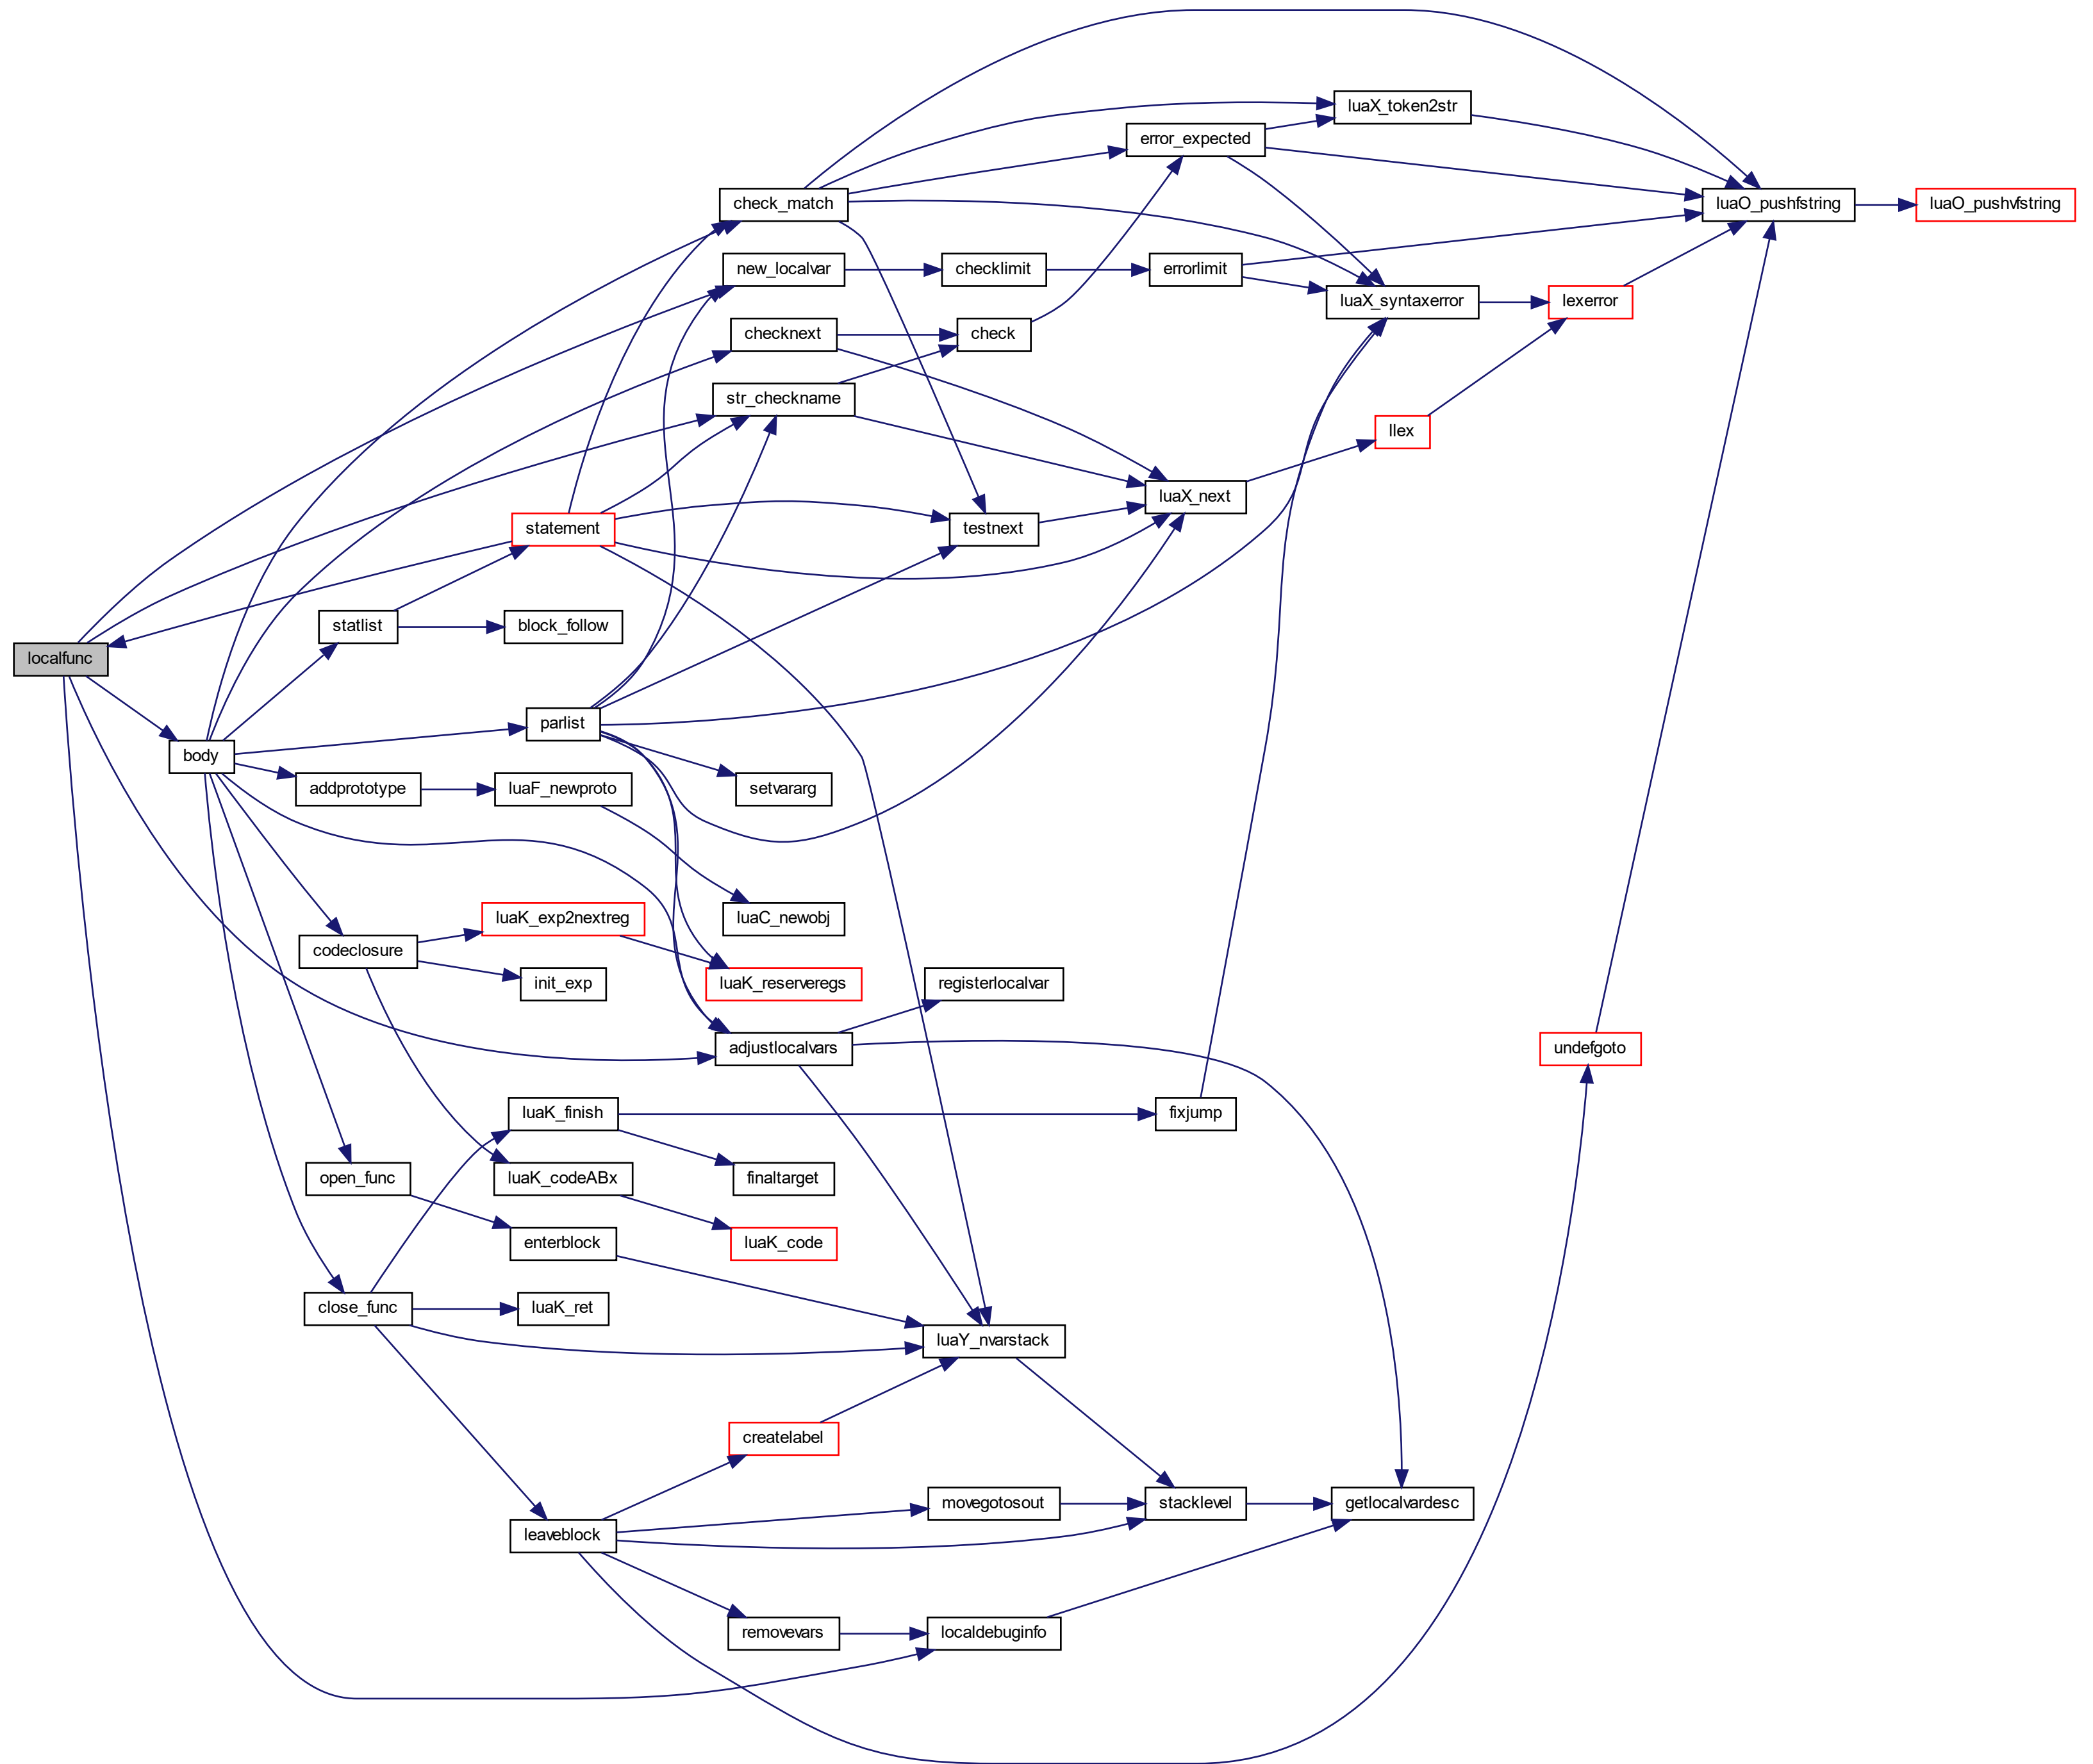 luaX_token2str
error_expected
check_match
luaO_pushfstring
luaO_pushvfstring
new_localvar
checklimit
errorlimit
luaX_syntaxerror
lexerror
checknext
check
str_checkname
llex
luaX_next
statement
testnext
statlist
block_follow
localfunc
parlist
body
addprototype
luaF_newproto
setvararg
luaK_exp2nextreg
luaC_newobj
codeclosure
init_exp
luaK_reserveregs
registerlocalvar
adjustlocalvars
undefgoto
luaK_finish
fixjump
open_func
luaK_codeABx
finaltarget
enterblock
luaK_code
close_func
luaK_ret
luaY_nvarstack
createlabel
movegotosout
stacklevel
getlocalvardesc
leaveblock
removevars
localdebuginfo